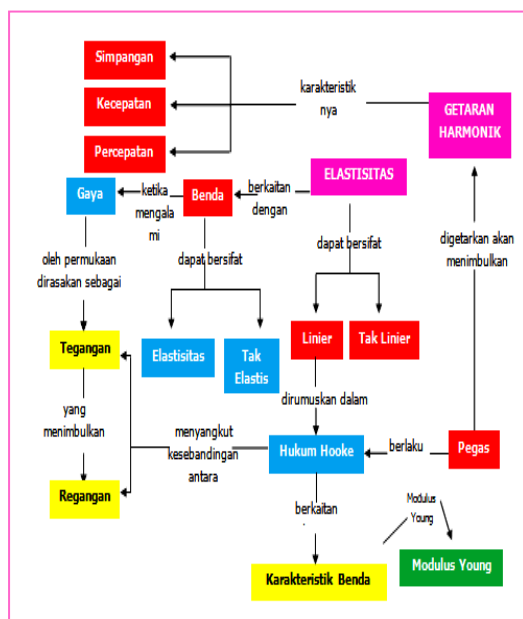 Simpangan
Kecepatan
Percepatan
karakteristik
nya
GETARAN
HARMONIK
Gaya
ketika
mengala
mi
Benda
berkaitan
dengan
ELASTISITAS
digetarkan akan
menimbulkan
oleh permukaan
dirasakan sebagai
dapat bersifat
dapat bersifat
Tegangan
Elastisitas
Tak
Elastis
Linier
Tak Linier
yang
menimbulkan
dirumuskan dalam
menyangkut
kesebandingan
antara
Hukum Hooke
berlaku
Pegas
Regangan
berkaitan
Modulus
Young
Karakteristik Benda
Modulus Young